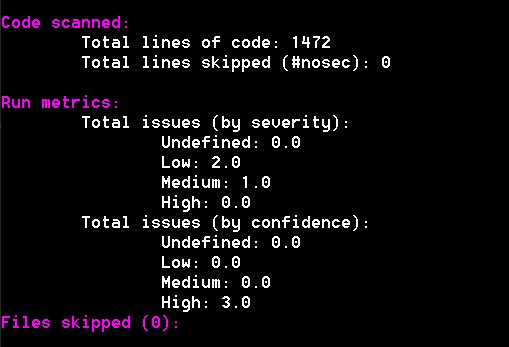 Code scanned:
Total lines of code: 1472
Total lines skipped (#nosec): 0
Run metrics:
Total issues (by severity):
Undefined: 0.0
Low: 2.0
Medium: 1.0
High: 0.0
Total issues (by confidence):
Undefined: 0.0
Low: 0.0
Medium: 0.0
High: 3.0
Files skipped (0):